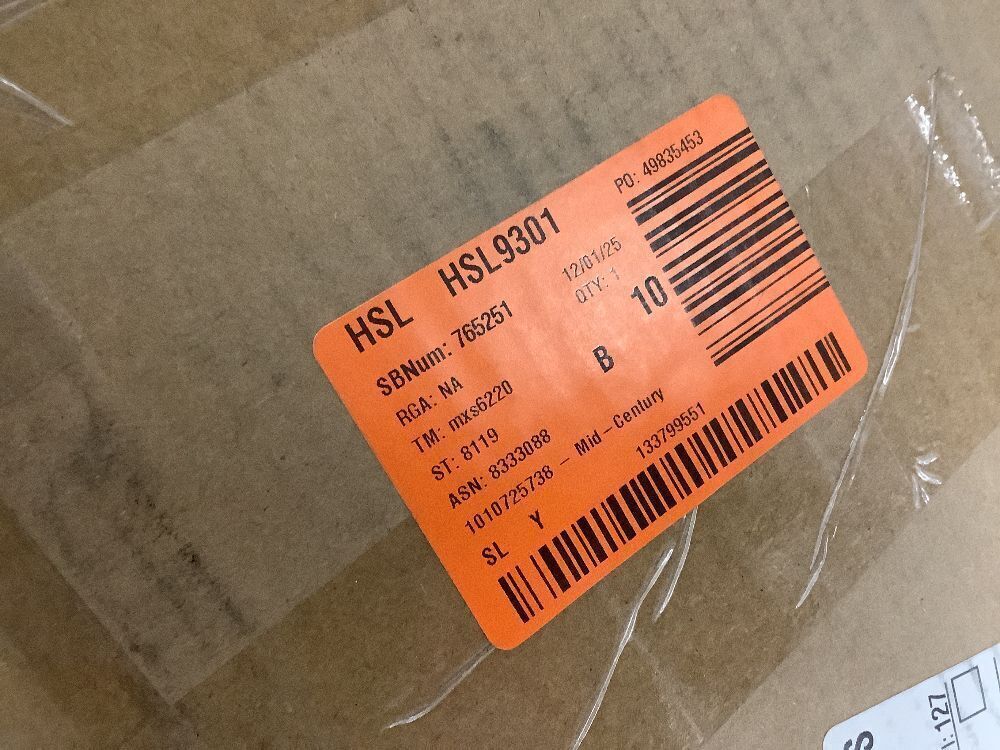 PO: 49835453
HSL HSL9301
SBNum: 765251 12/01/25
RGA: NA QTY: 1
TM: mxs6220 10
ST: 8119 B
ASN: 8333088
1010725738 - Mid-Century
SL Y 133799551
S
: 127